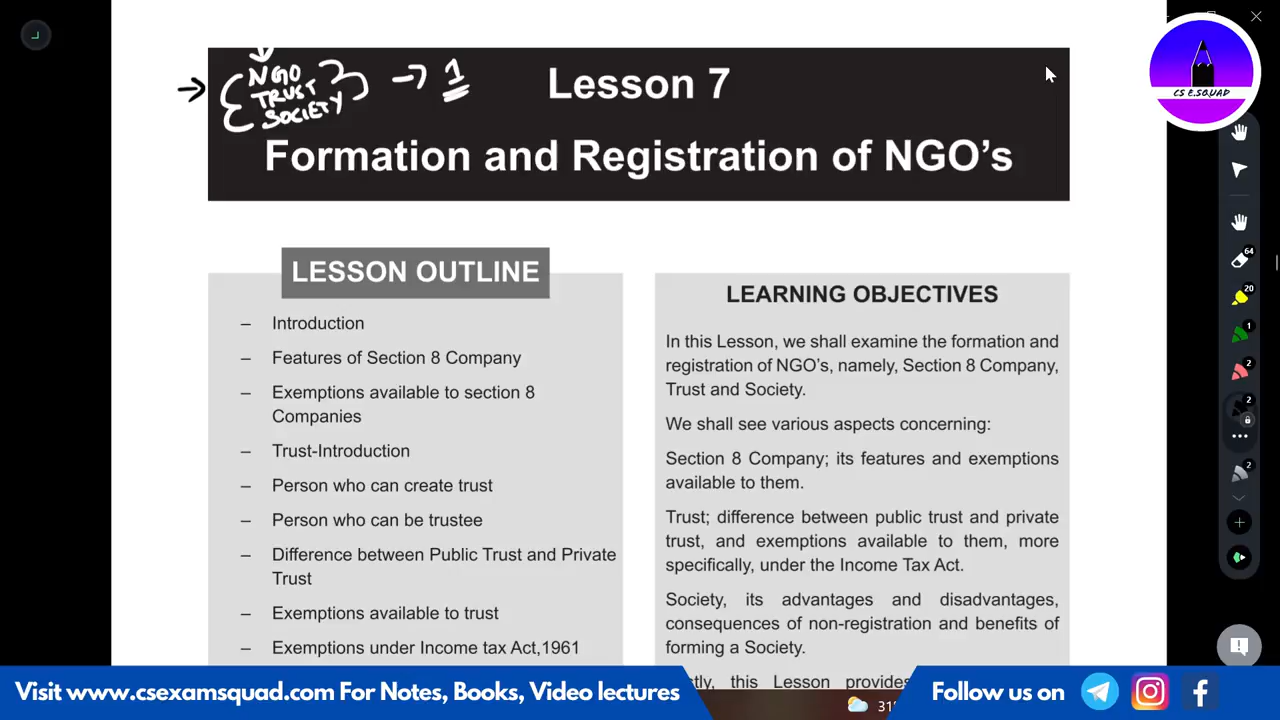 NGO
TRUST
SOCIETY
→ 1
Lesson 7
Formation and Registration of NGO's
CS E.SQUAD
LESSON OUTLINE
– Introduction
– Features of Section 8 Company
– Exemptions available to section 8
Companies
– Trust-Introduction
– Person who can create trust
– Person who can be trustee
– Difference between Public Trust and Private
Trust
– Exemptions available to trust
– Exemptions under Income tax Act,1961
LEARNING OBJECTIVES
In this Lesson, we shall examine the formation and
registration of NGO's, namely, Section 8 Company,
Trust and Society.
We shall see various aspects concerning:
Section 8 Company; its features and exemptions
available to them.
Trust; difference between public trust and private
trust, and exemptions available to them, more
specifically, under the Income Tax Act.
Society, its advantages and disadvantages,
consequences of non-registration and benefits of
forming a Society.
this Lesson provides
64
20
1
2
2
2
Visit www.csexamsquad.com For Notes, Books, Video lectures
31°
Follow us on